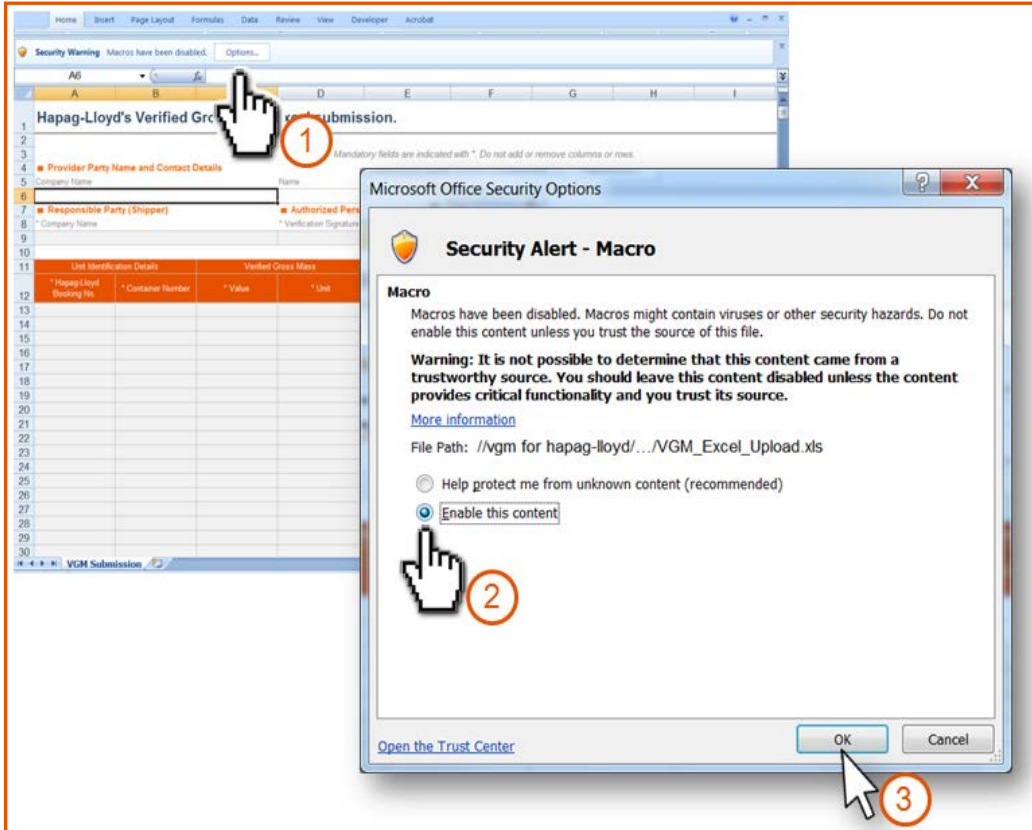 Home Insert Page Layout Formulas Data Review View Developer Acrobat
Security Warning Macros have been disabled. Options...
A6 fx
A B D E F G H I
1 Hapag-Lloyd's Verified submission.
2
3 Mandatory fields are indicated with *. Do not add or remove columns or rows.
4 Provider Party Name and Contact Details
5 Company Name Name
6
7 Responsible Party (Shipper) Authorized Pers
8 * Company Name * Verification Signature
9
10
11 Unit Identification Details Verified Gross Mass
* Hapag-Lloyd
12 Booking No. * Container Number * Value * Unit
13
14
15
16
17
18
19
20
21
22
23
24
25
26
27
28
29
30
VGM Submission
1
Microsoft Office Security Options
Security Alert - Macro
Macro
Macros have been disabled. Macros might contain viruses or other security hazards. Do not
enable this content unless you trust the source of this file.
Warning: It is not possible to determine that this content came from a
trustworthy source. You should leave this content disabled unless the content
provides critical functionality and you trust its source.
More information
File Path: //vgm for hapag-lloyd/.../VGM_Excel_Upload.xls
Help protect me from unknown content (recommended)
Enable this content
2
Open the Trust Center
OK Cancel
3